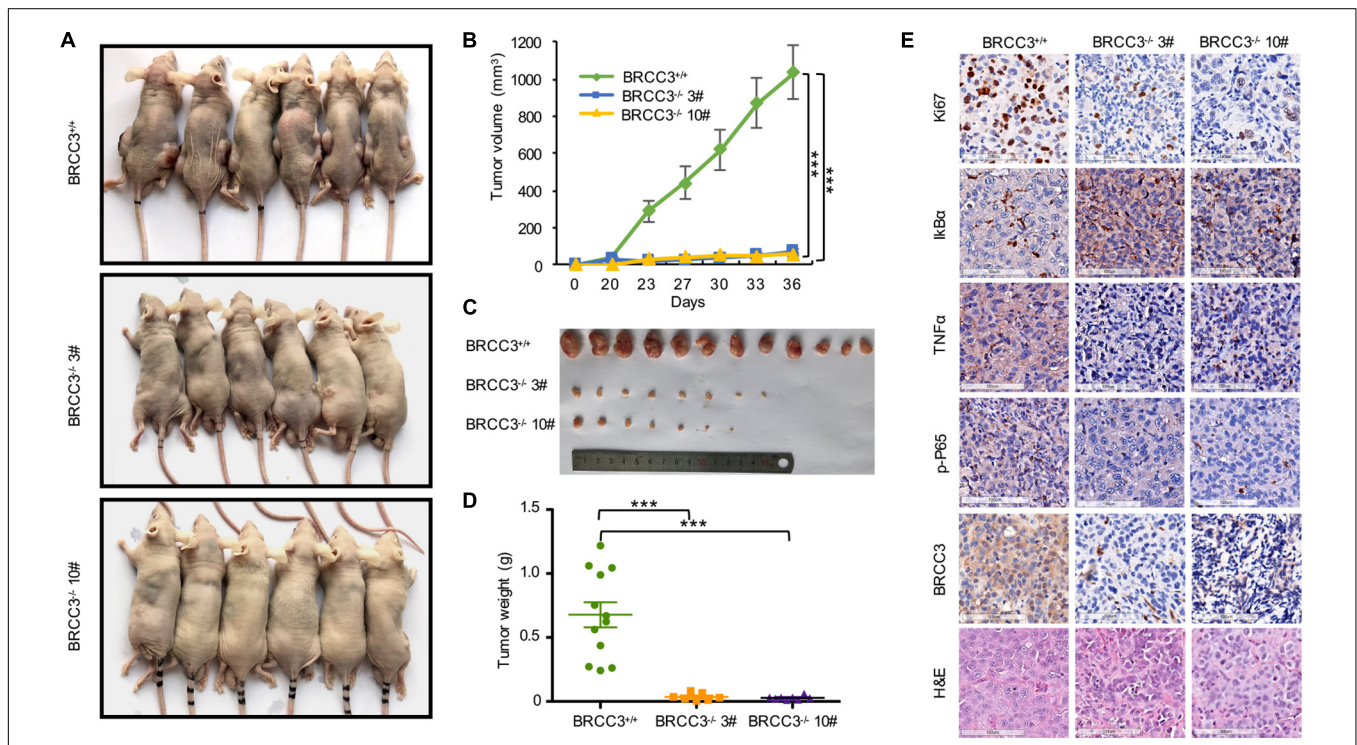 A
BRCC3+/+
BRCC3-/- 3#
BRCC3-/- 10#
B
Tumor volume (mm³)
1200
1000
800
600
400
200
0
BRCC3+/+
BRCC3-/- 3#
BRCC3-/- 10#
***
***
0 20 23 27 30 33 36
Days
C
BRCC3+/+
BRCC3-/- 3#
BRCC3-/- 10#
D
Tumor weight (g)
1.5
1.0
0.5
0
***
***
BRCC3+/+ BRCC3-/- 3# BRCC3-/- 10#
E
BRCC3+/+ BRCC3-/- 3# BRCC3-/- 10#
Ki67
IkBα
TNFα
p-P65
BRCC3
H&E